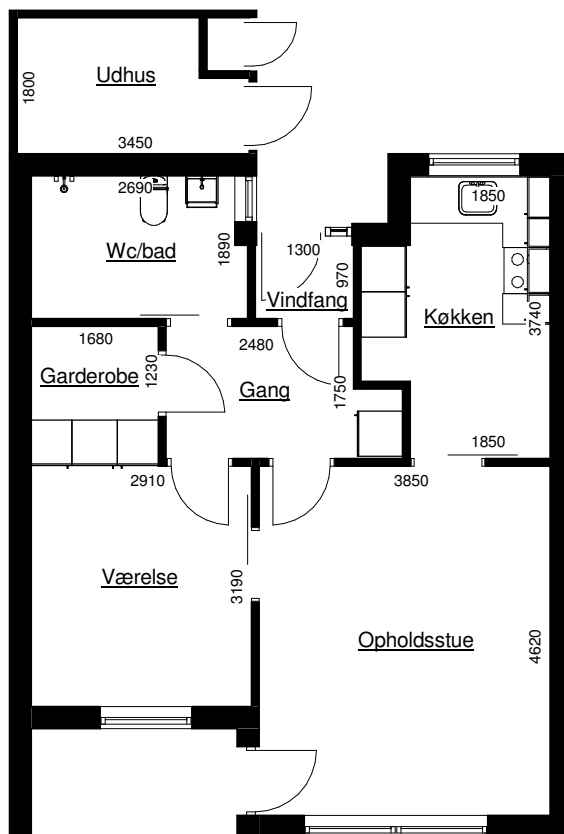 Udhus
1800
3450
2690
1850
Wc/bad
1890
1300
970
Vindfang
Køkken
3740
1680
2480
Garderobe
1230
Gang
1750
1850
2910
3850
Værelse
3190
Opholdsstue
4620